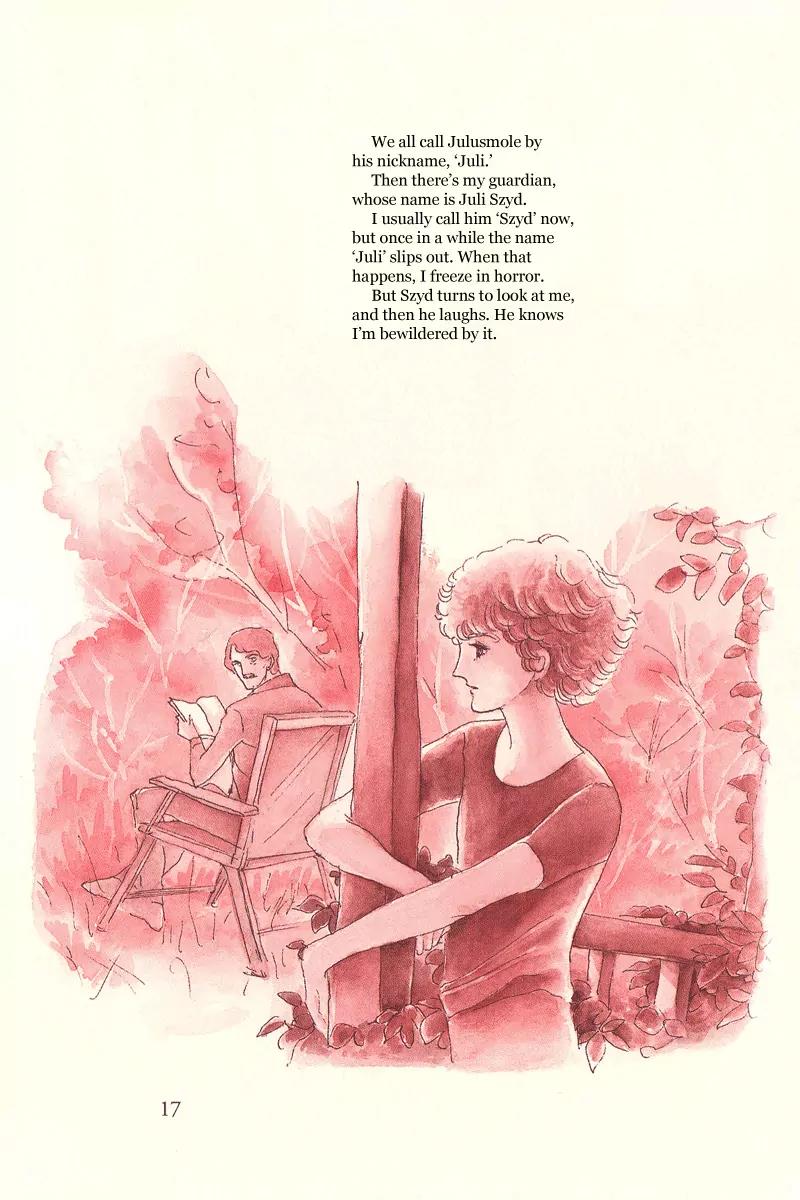 We all call Julusmole by
his nickname, ‘Juli.’
Then there’s my guardian,
whose name is Juli Szyd.
I usually call him ‘Szyd’ now,
but once in a while the name
‘Juli’ slips out. When that
happens, I freeze in horror.
But Szyd turns to look at me,
and then he laughs. He knows
I’m bewildered by it.
17